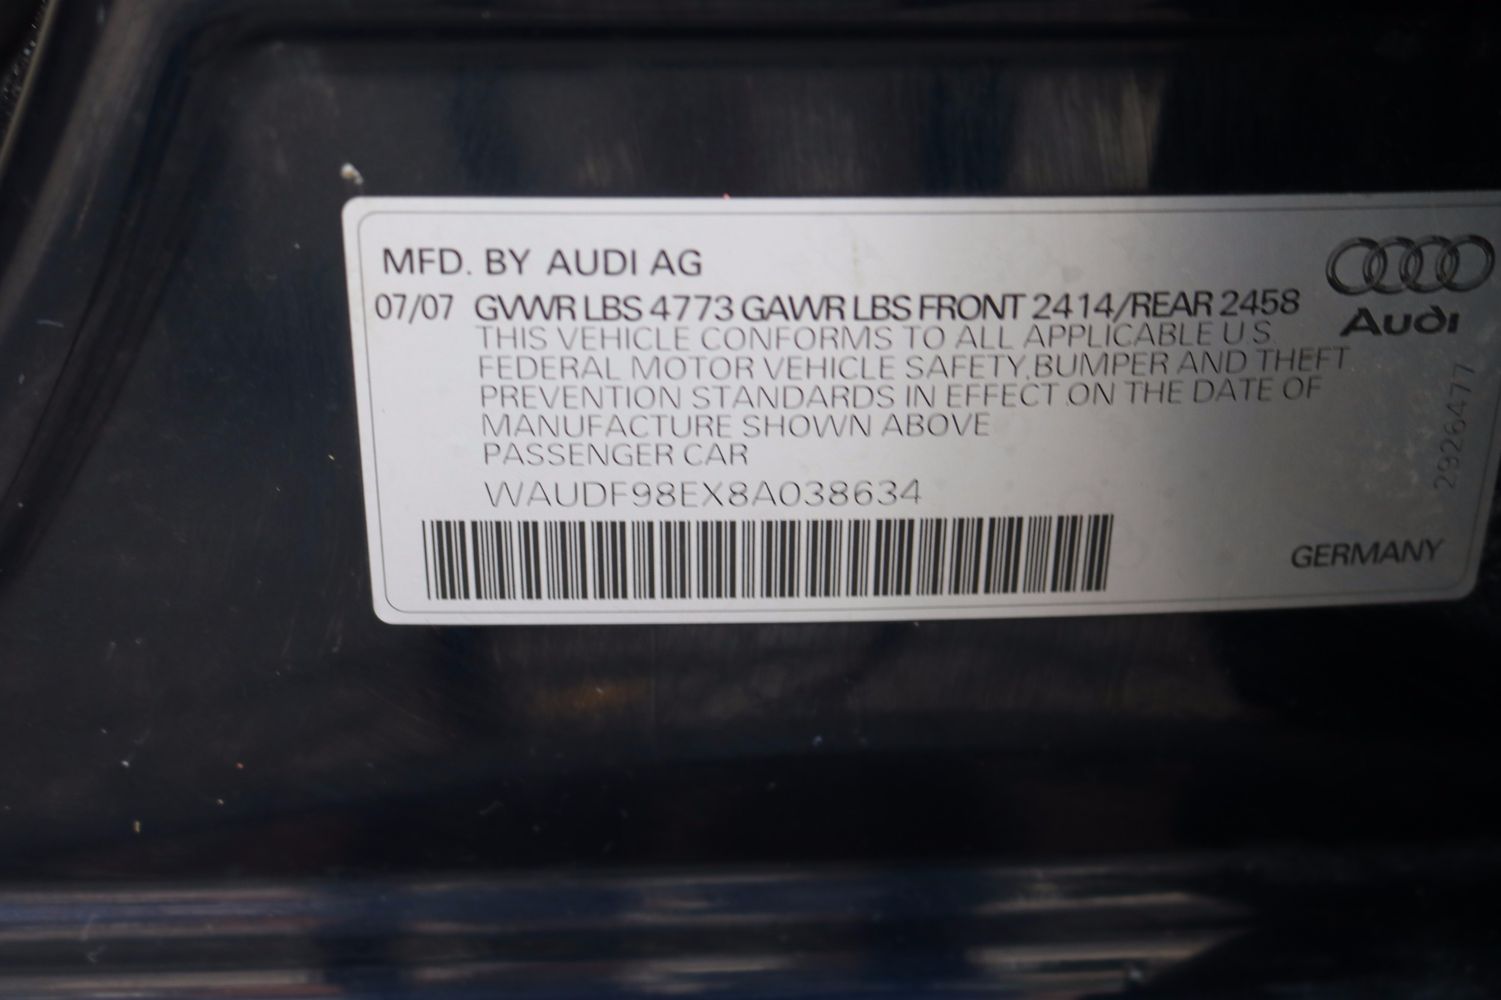 MFD. BY AUDI AG
07/07 GVWR LBS 4773 GAWR LBS FRONT 2414/REAR 2458
THIS VEHICLE CONFORMS TO ALL APPLICABLE U S
FEDERAL MOTOR VEHICLE SAFETY,BUMPER AND THEFT
PREVENTION STANDARDS IN EFFECT ON THE DATE OF
MANUFACTURE SHOWN ABOVE
PASSENGER CAR
WAUDF98EX8A038634
Audi
2926477
GERMANY